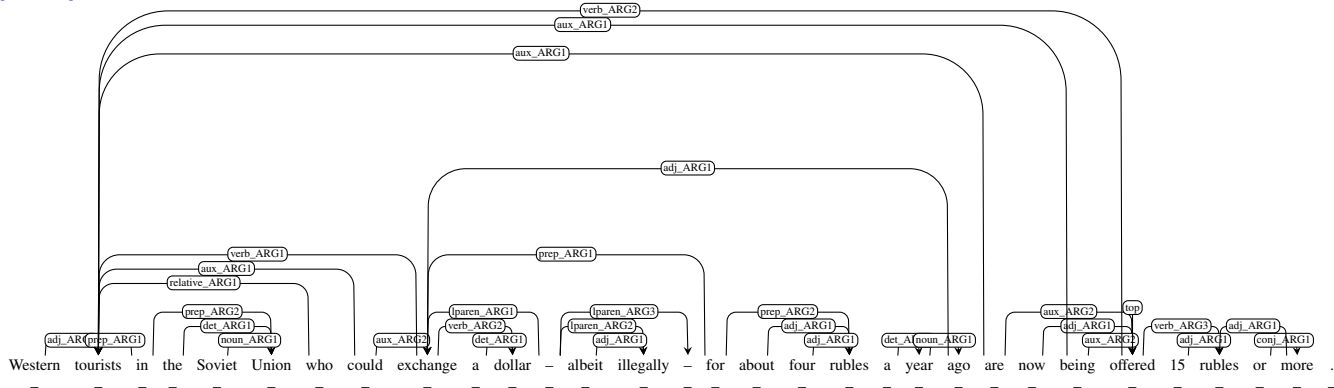 verb_ARG2
aux_ARG1
aux_ARG1
adj_ARG1
verb_ARG1 prep_ARG1
aux_ARG1
relative_ARG1
prep_ARG2 lparen_ARG1 lparen_ARG3 prep_ARG2 aux_ARG2 top
det_ARG1 verb_ARG2 lparen_ARG2 adj_ARG1 adj_ARG1 verb_ARG3 adj_ARG1
prep_ARG1 noun_ARG1 aux_ARG2 det_ARG1 adj_ARG1 adj_ARG1 noun_ARG1 aux_ARG2 adj_ARG1 conj_ARG1
Western tourists in the Soviet Union who could exchange a dollar – albeit illegally – for about four rubles a year ago are now being offered 15 rubles or more .